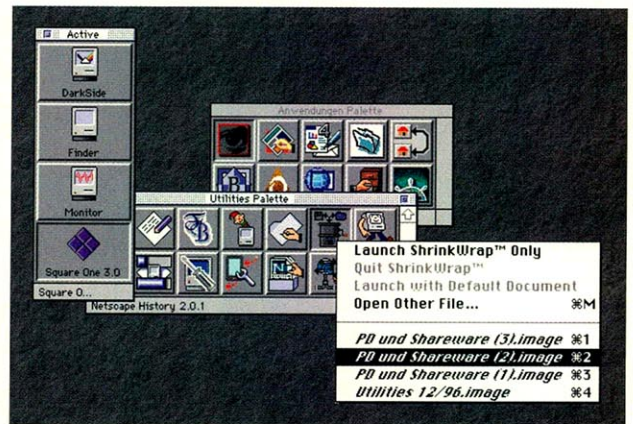 Active
DarkSide
Finder
Monitor
Square One 3.0
Square O...
Anwendungen Palette
Utilities Palette
Netscape History 2.0.1
Launch ShrinkWrap™ Only
Quit ShrinkWrap™
Launch with Default Document
Open Other File... ⌘M
PD und Shareware (3).image ⌘1
PD und Shareware (2).image ⌘2
PD und Shareware (1).image ⌘3
Utilities 12/96.image ⌘4